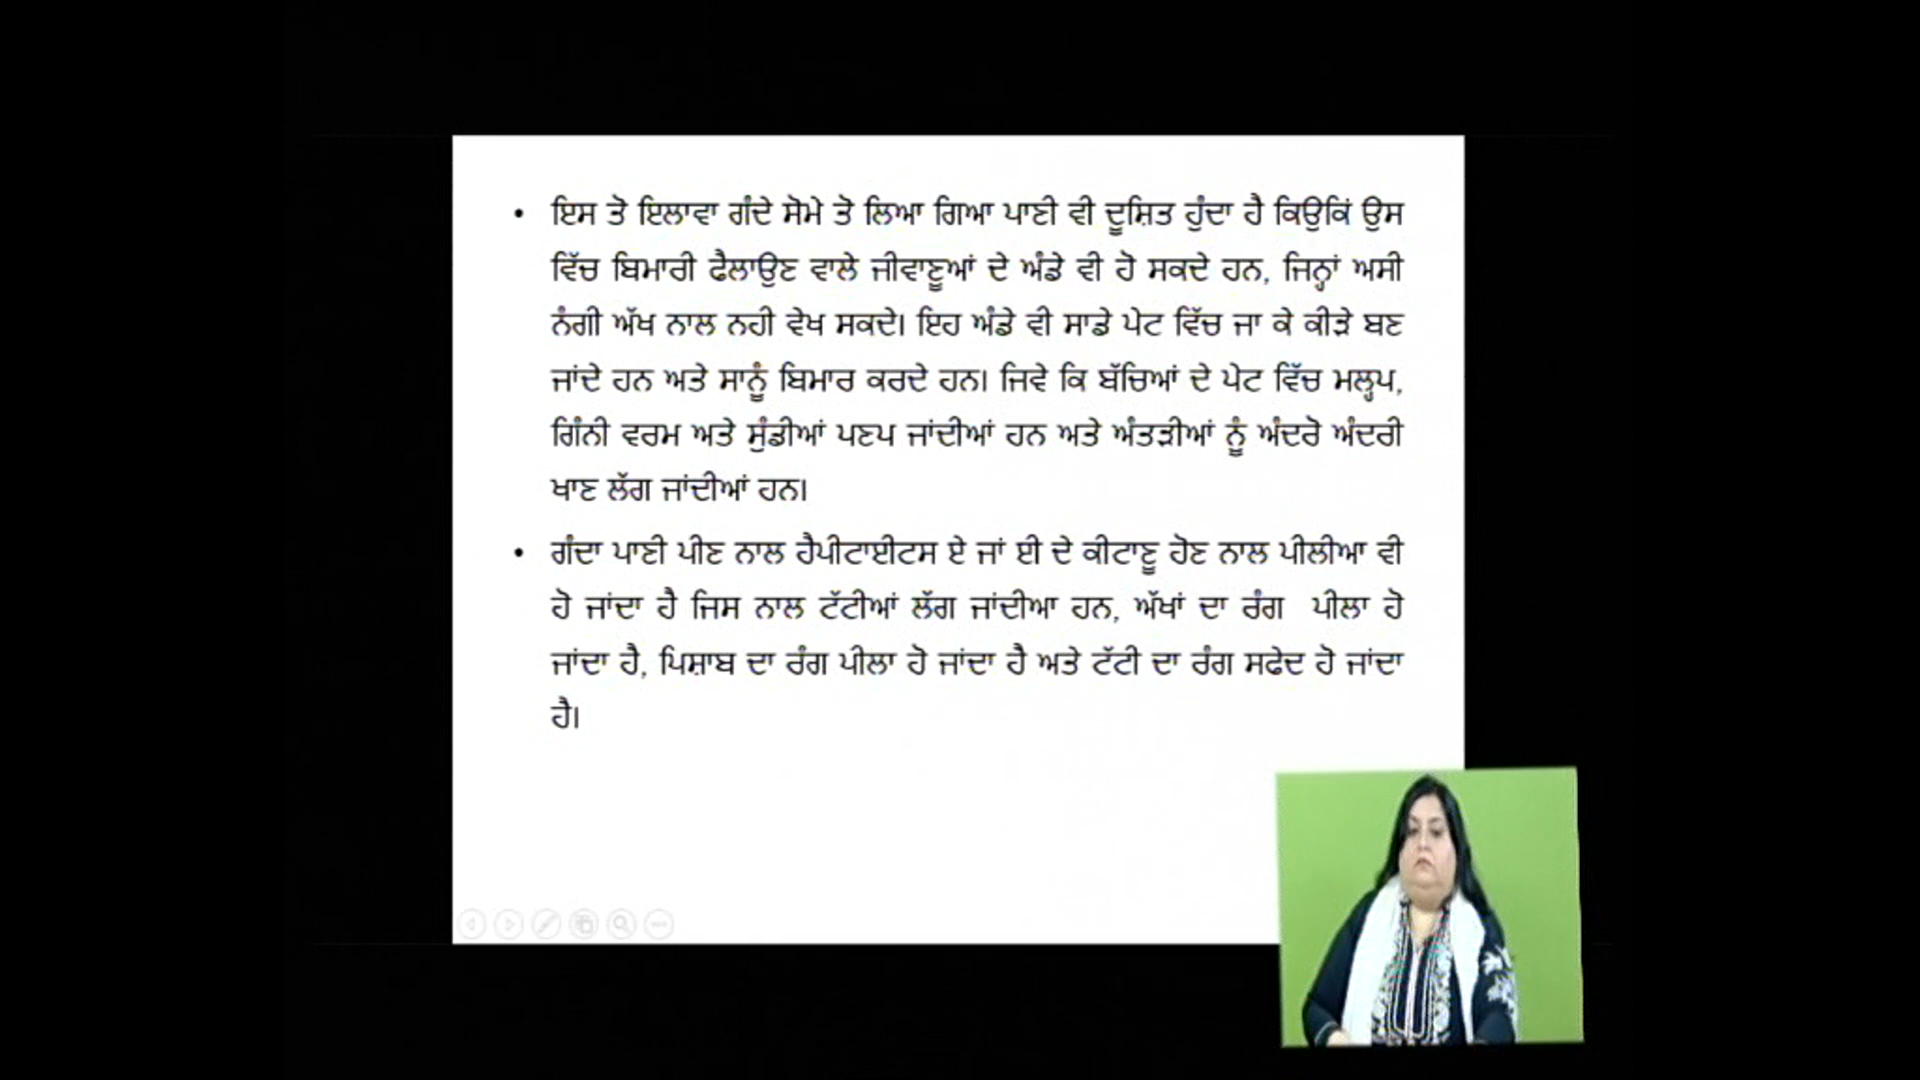 • ਇਸ ਤੋ ਇਲਾਵਾ ਗੰਦੇ ਸੋਮੇ ਤੋ ਲਿਆ ਗਿਆ ਪਾਣੀ ਵੀ ਦੂਸ਼ਿਤ ਹੁੰਦਾ ਹੈ ਕਿਉਕਿਂ ਉਸ
ਵਿੱਚ ਬਿਮਾਰੀ ਫੈਲਾਉਣ ਵਾਲੇ ਜੀਵਾਣੂਆਂ ਦੇ ਅੰਡੇ ਵੀ ਹੋ ਸਕਦੇ ਹਨ, ਜਿਨ੍ਹਾਂ ਅਸੀ
ਨੰਗੀ ਅੱਖ ਨਾਲ ਨਹੀ ਵੇਖ ਸਕਦੇ। ਇਹ ਅੰਡੇ ਵੀ ਸਾਡੇ ਪੇਟ ਵਿੱਚ ਜਾ ਕੇ ਕੀੜੇ ਬਣ
ਜਾਂਦੇ ਹਨ ਅਤੇ ਸਾਨੂੰ ਬਿਮਾਰ ਕਰਦੇ ਹਨ। ਜਿਵੇ ਕਿ ਬੱਚਿਆਂ ਦੇ ਪੇਟ ਵਿੱਚ ਮਲ੍ਹਪ,
ਗਿੰਨੀ ਵਰਮ ਅਤੇ ਸੁੰਡੀਆਂ ਪਣਪ ਜਾਂਦੀਆਂ ਹਨ ਅਤੇ ਅੰਤੜੀਆਂ ਨੂੰ ਅੰਦਰੋ ਅੰਦਰੀ
ਖਾਣ ਲੱਗ ਜਾਂਦੀਆਂ ਹਨ।
• ਗੰਦਾ ਪਾਣੀ ਪੀਣ ਨਾਲ ਹੈਪੀਟਾਈਟਸ ਏ ਜਾਂ ਈ ਦੇ ਕੀਟਾਣੂ ਹੋਣ ਨਾਲ ਪੀਲੀਆ ਵੀ
ਹੋ ਜਾਂਦਾ ਹੈ ਜਿਸ ਨਾਲ ਟੱਟੀਆਂ ਲੱਗ ਜਾਂਦੀਆ ਹਨ, ਅੱਖਾਂ ਦਾ ਰੰਗ ਪੀਲਾ ਹੋ
ਜਾਂਦਾ ਹੈ, ਪਿਸ਼ਾਬ ਦਾ ਰੰਗ ਪੀਲਾ ਹੋ ਜਾਂਦਾ ਹੈ ਅਤੇ ਟੱਟੀ ਦਾ ਰੰਗ ਸਫੇਦ ਹੋ ਜਾਂਦਾ
ਹੈ।